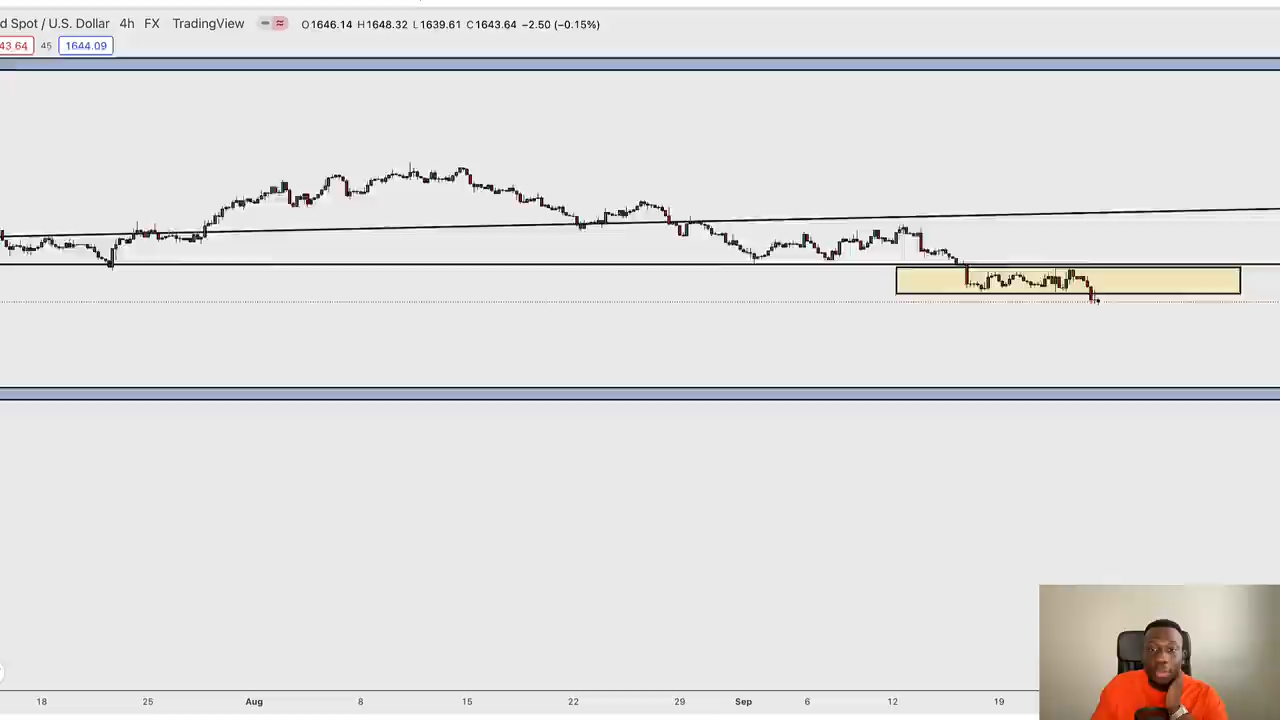 d Spot / U.S. Dollar 4h FX TradingView O1646.14 H1648.32 L1639.61 C1643.64 −2.50 (−0.15%)
43.64 45 1644.09
18 25 Aug 8 15 22 29 Sep 6 12 19